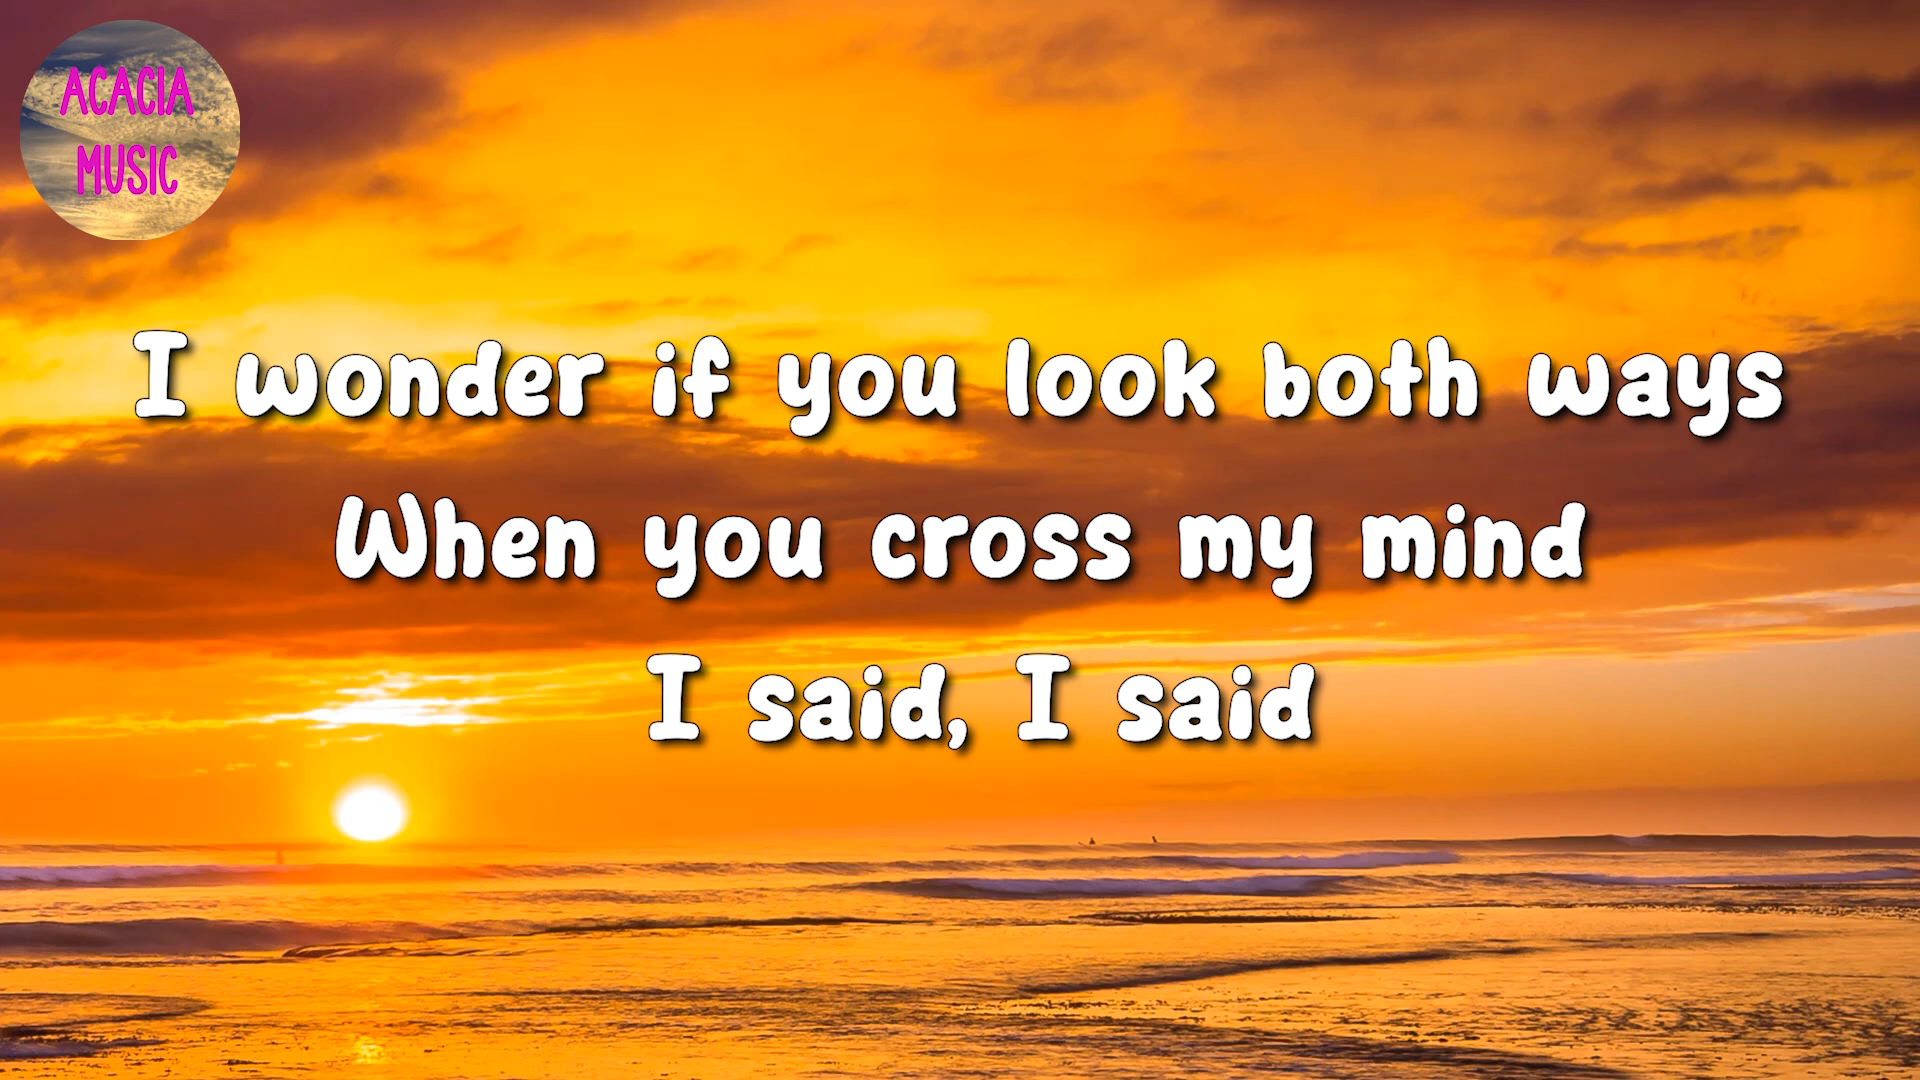 ACACIA
MUSIC
I wonder if you look both ways
When you cross my mind
I said, I said